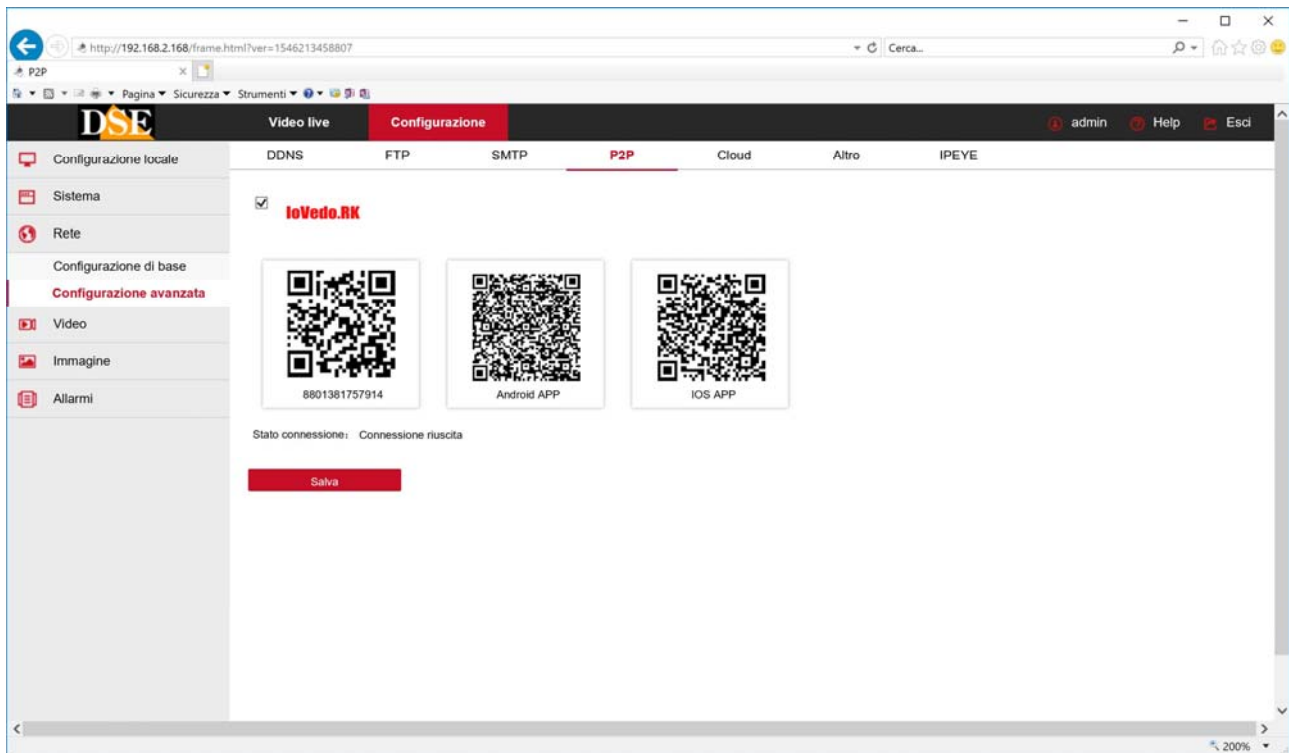 http://192.168.2.168/frame.html?ver=1546213458807
Cerca...
P2P
Pagina Sicurezza Strumenti
DSE Video live Configurazione admin Help Esci
Configurazione locale
Sistema
Rete
Configurazione di base
Configurazione avanzata
Video
Immagine
Allarmi
DDNS FTP SMTP P2P Cloud Altro IPEYE
IoVedo.RK
8801381757914 Android APP IOS APP
Stato connessione: Connessione riuscita
Salva
200%